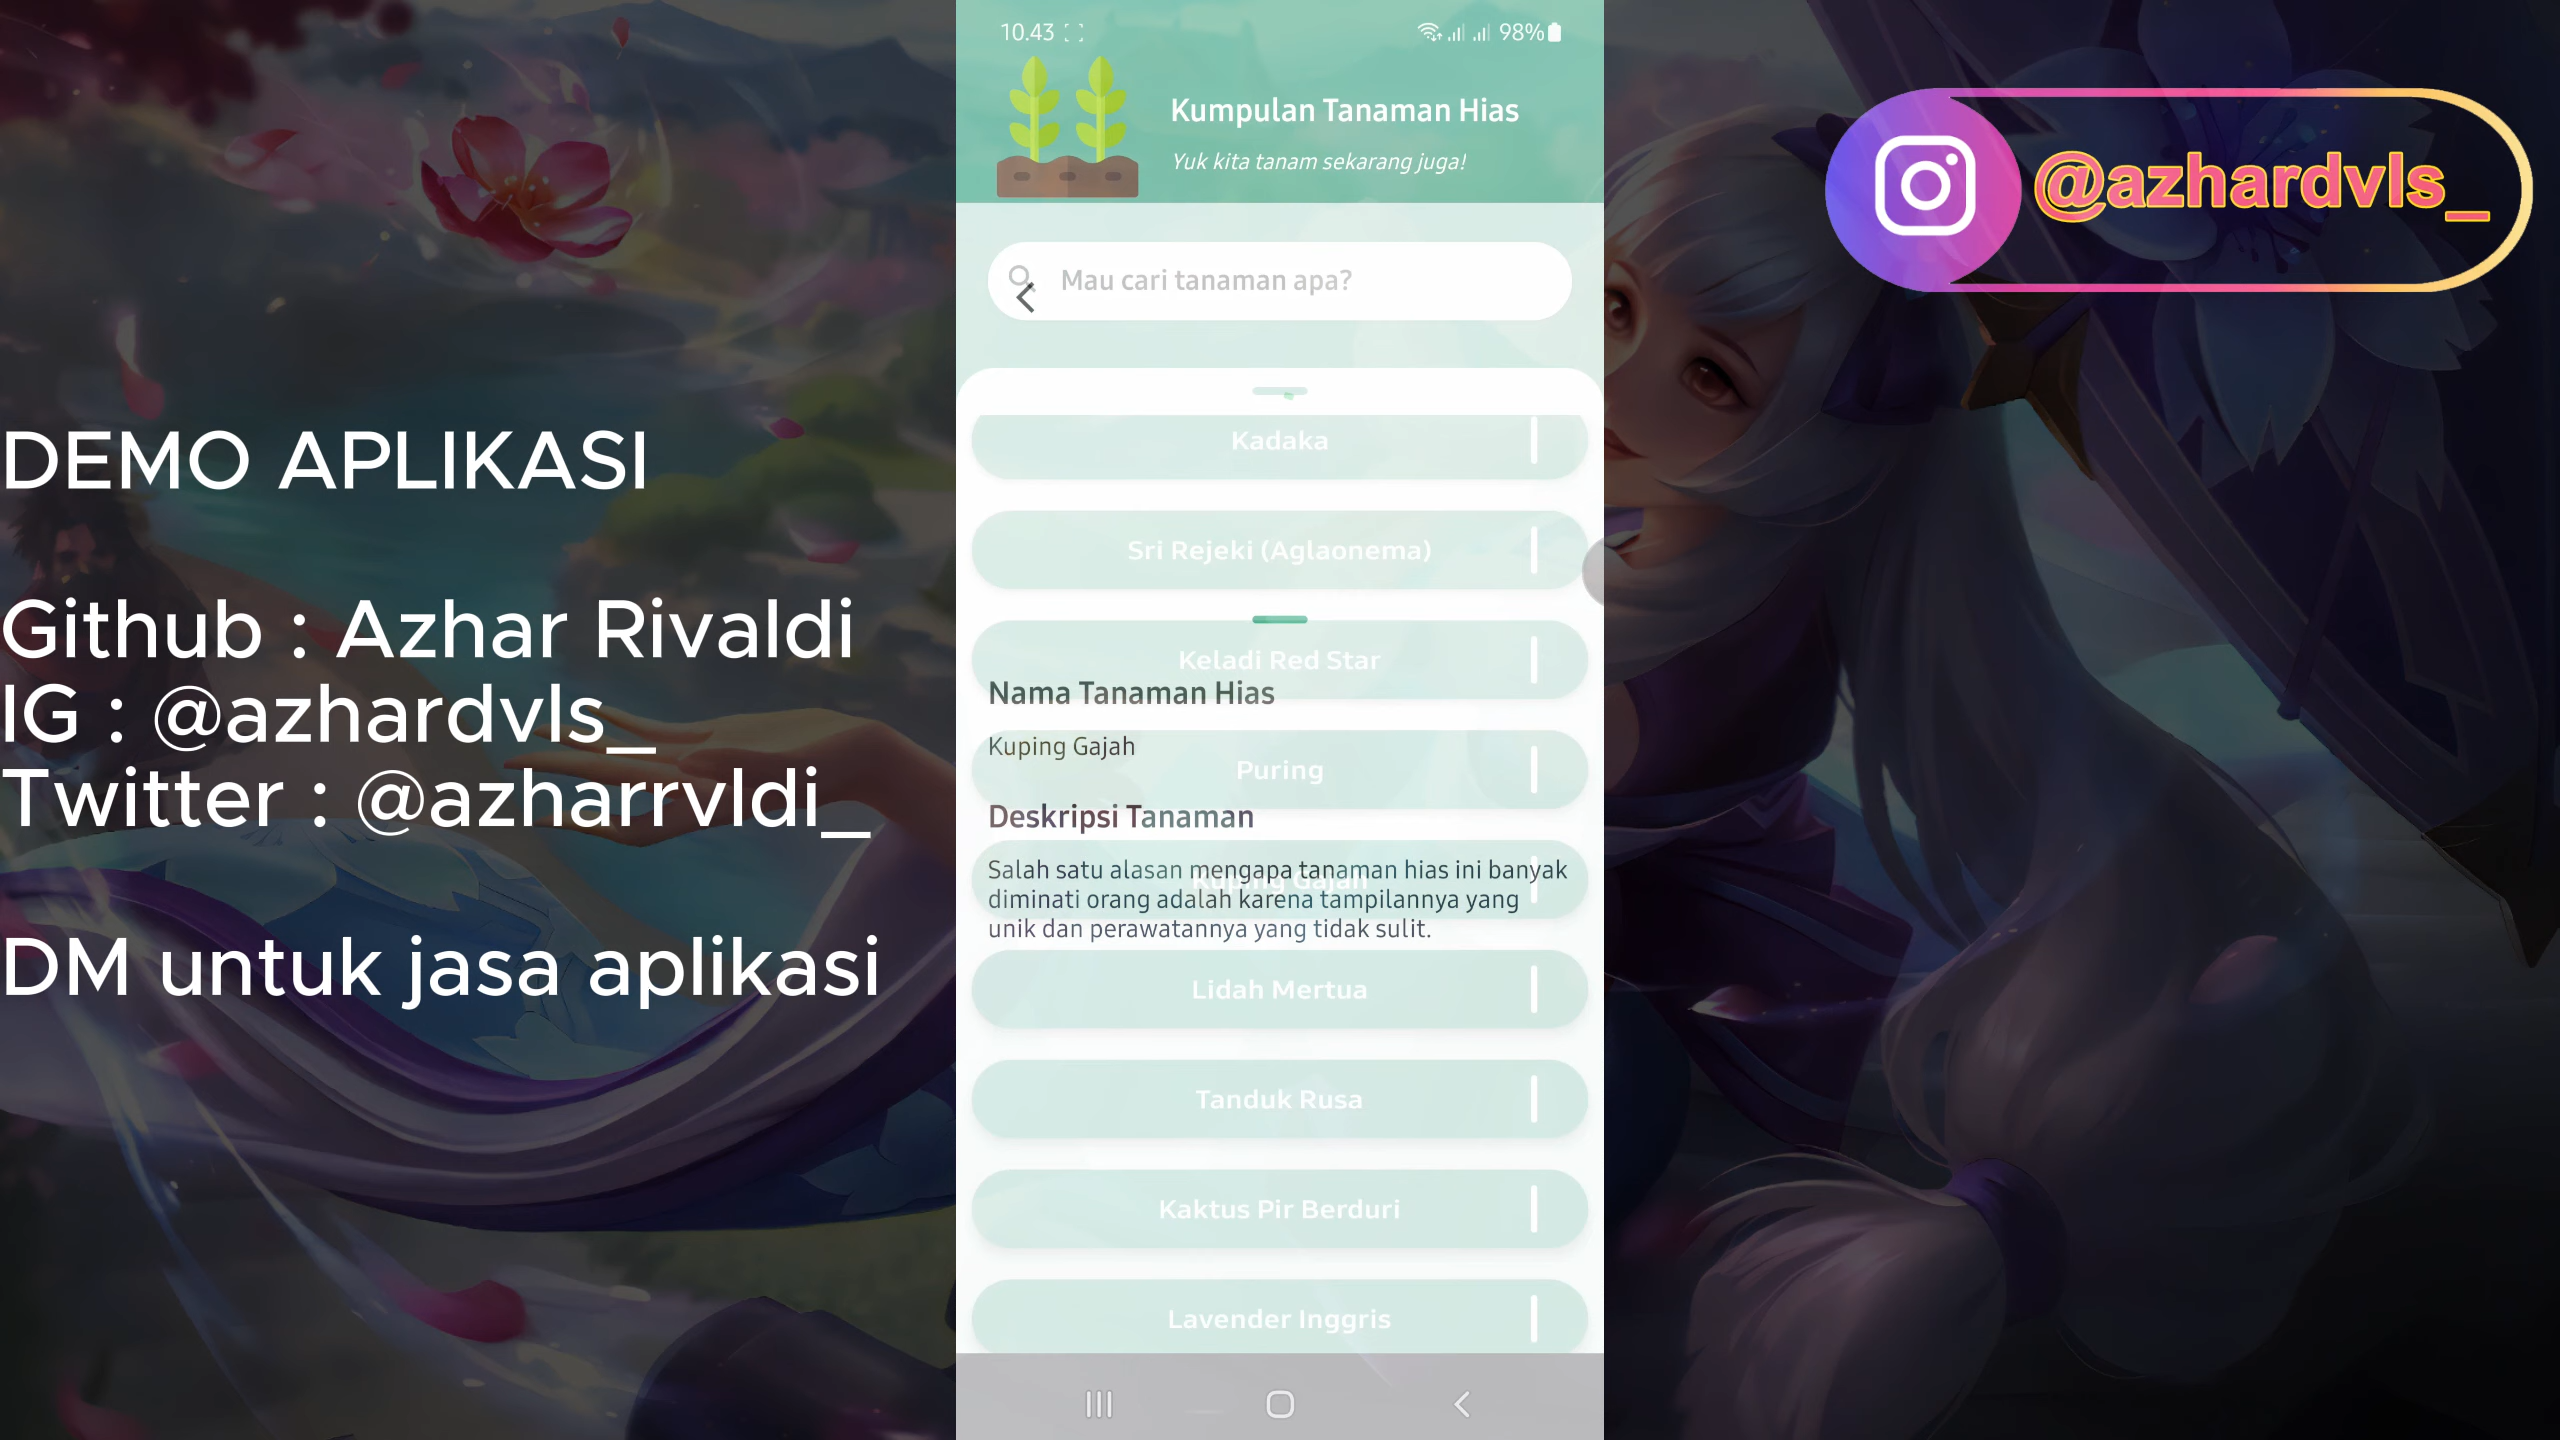 DEMO APLIKASI
Github : Azhar Rivaldi
IG : @azhardvls_
Twitter : @azharrvldi_
DM untuk jasa aplikasi
10.43
98%
Kumpulan Tanaman Hias
Yuk kita tanam sekarang juga!
Mau cari tanaman apa?
Kadaka
Sri Rejeki (Aglaonema)
Keladi Red Star
Nama Tanaman Hias
Kuping Gajah
Puring
Deskripsi Tanaman
Salah satu alasan mengapa tanaman hias ini banyak
Kuping Gajah
diminati orang adalah karena tampilannya yang
unik dan perawatannya yang tidak sulit.
Lidah Mertua
Tanduk Rusa
Kaktus Pir Berduri
Lavender Inggris
@azhardvls_